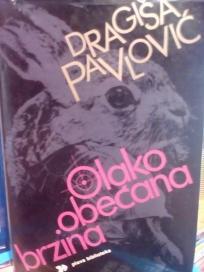 DRAGIŠA
PAVLOVIĆ
Olako
obećana
brzina
plava biblioteka